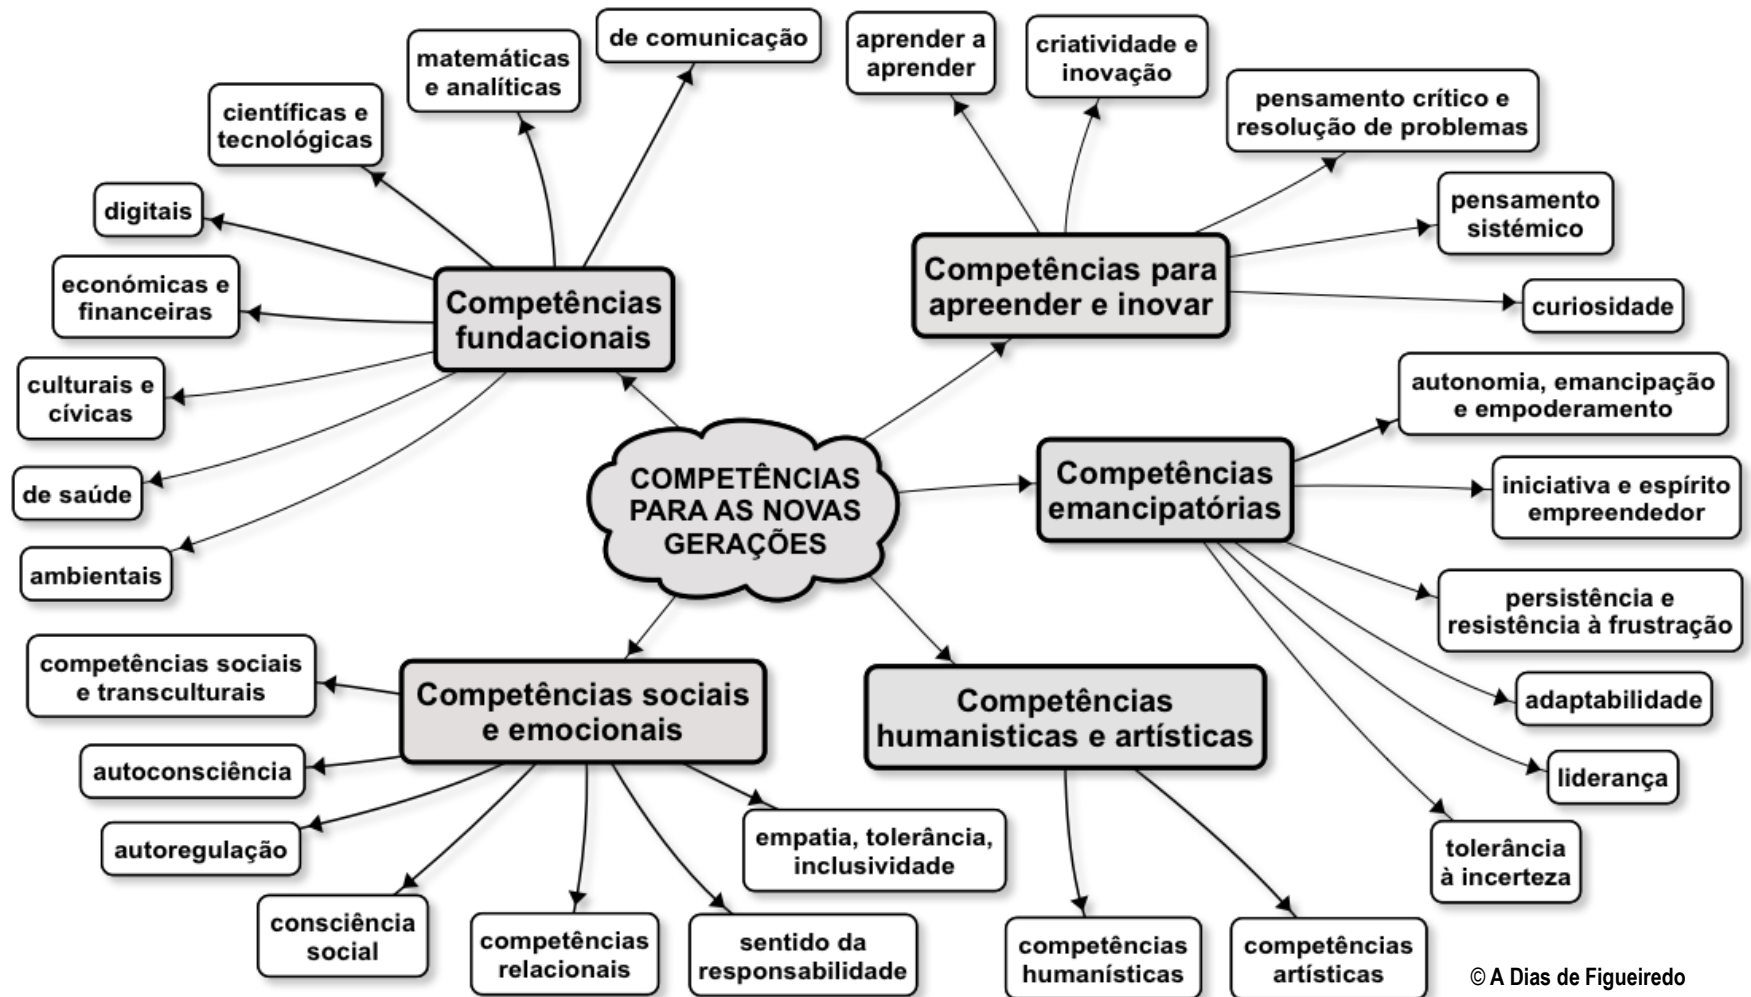 de comunicação
matemáticas
e analíticas
científicas e
tecnológicas
digitais
económicas e
financeiras
culturais e
cívicas
de saúde
ambientais
Competências
fundacionais
aprender a
aprender
criatividade e
inovação
pensamento crítico e
resolução de problemas
pensamento
sistémico
curiosidade
Competências para
apreender e inovar
COMPETÊNCIAS
PARA AS NOVAS
GERAÇÕES
Competências
emancipatórias
autonomia, emancipação
e empoderamento
iniciativa e espírito
empreendedor
persistência e
resistência à frustração
adaptabilidade
liderança
tolerância
à incerteza
Competências sociais
e emocionais
competências sociais
e transculturais
autoconsciência
autoregulação
consciência
social
competências
relacionais
sentido da
responsabilidade
empatia, tolerância,
inclusividade
Competências
humanisticas e artísticas
competências
humanísticas
competências
artísticas
© A Dias de Figueiredo